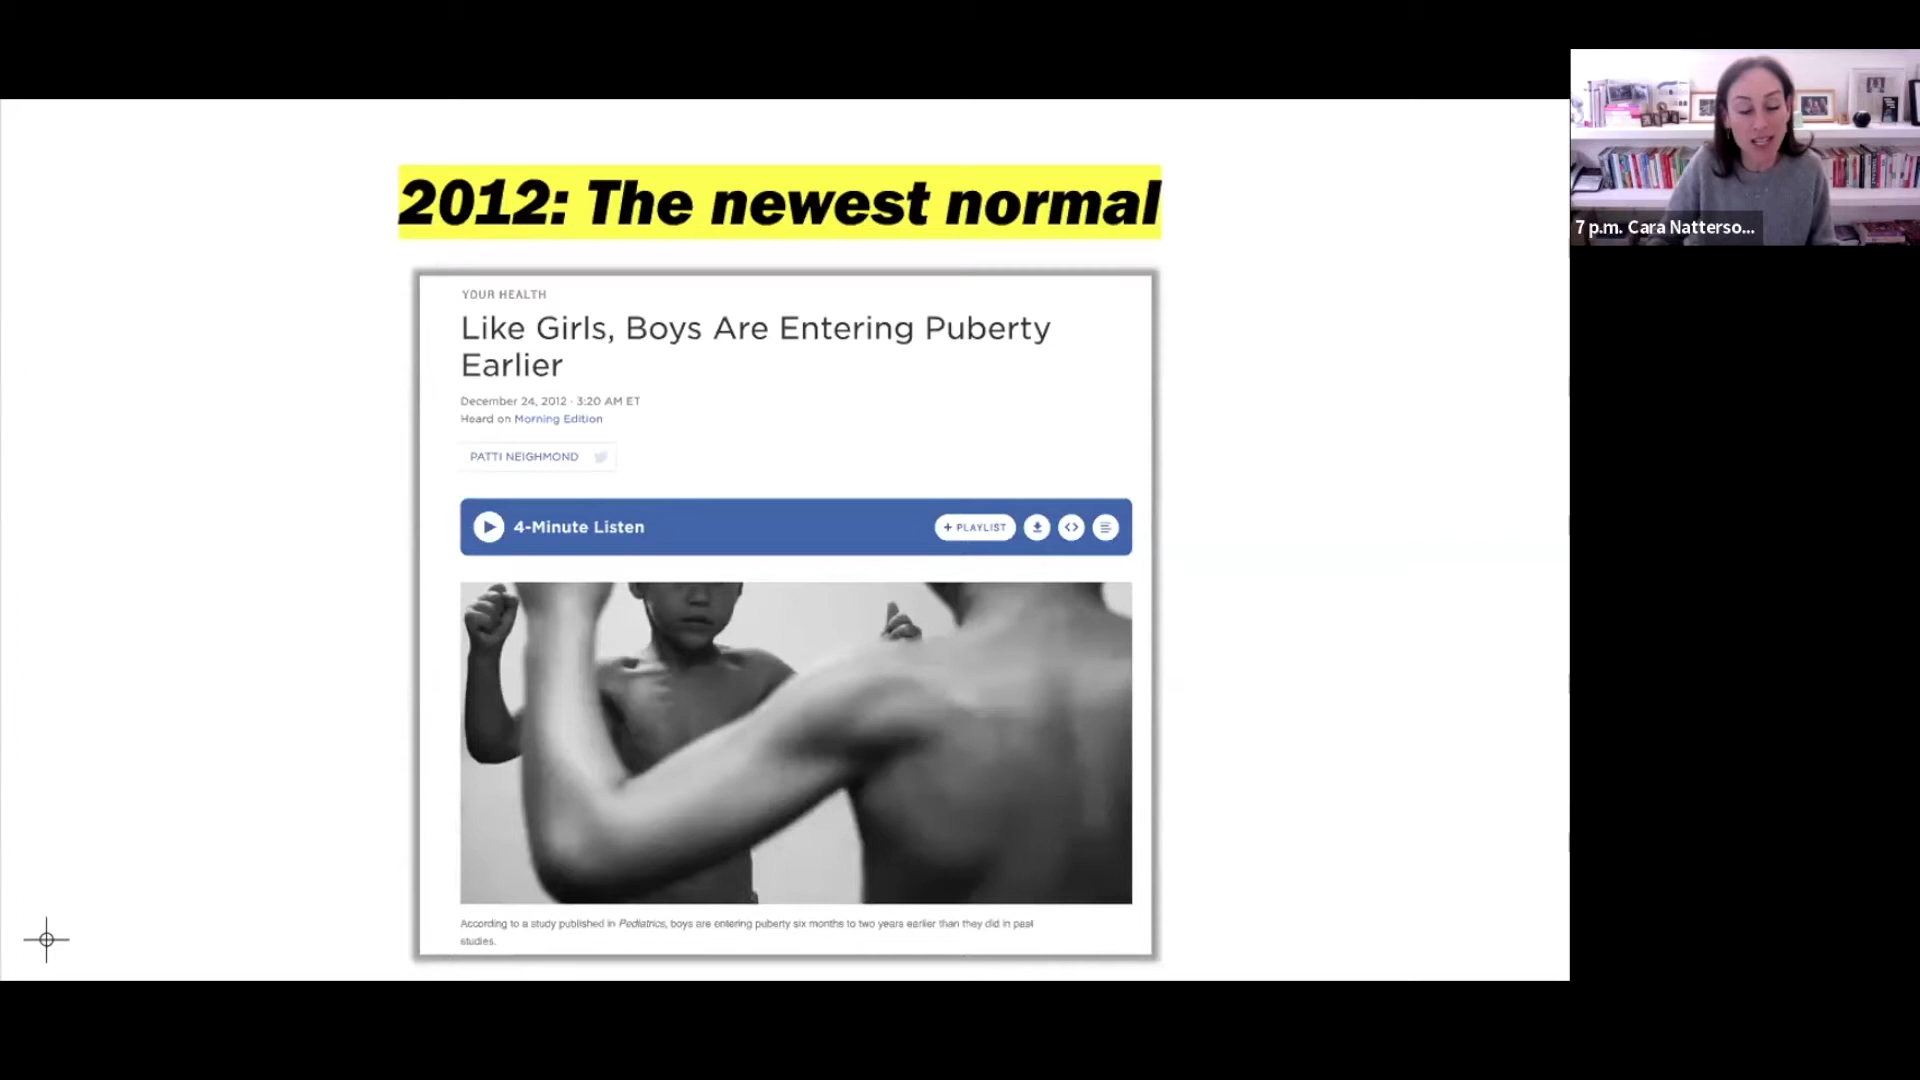 2012: The newest normal
YOUR HEALTH
Like Girls, Boys Are Entering Puberty
Earlier
December 24, 2012 · 3:20 AM ET
Heard on Morning Edition
PATTI NEIGHMOND
4-Minute Listen
+ PLAYLIST
According to a study published in Pediatrics, boys are entering puberty six months to two years earlier than they did in past
studies.
7 p.m. Cara Natterso...